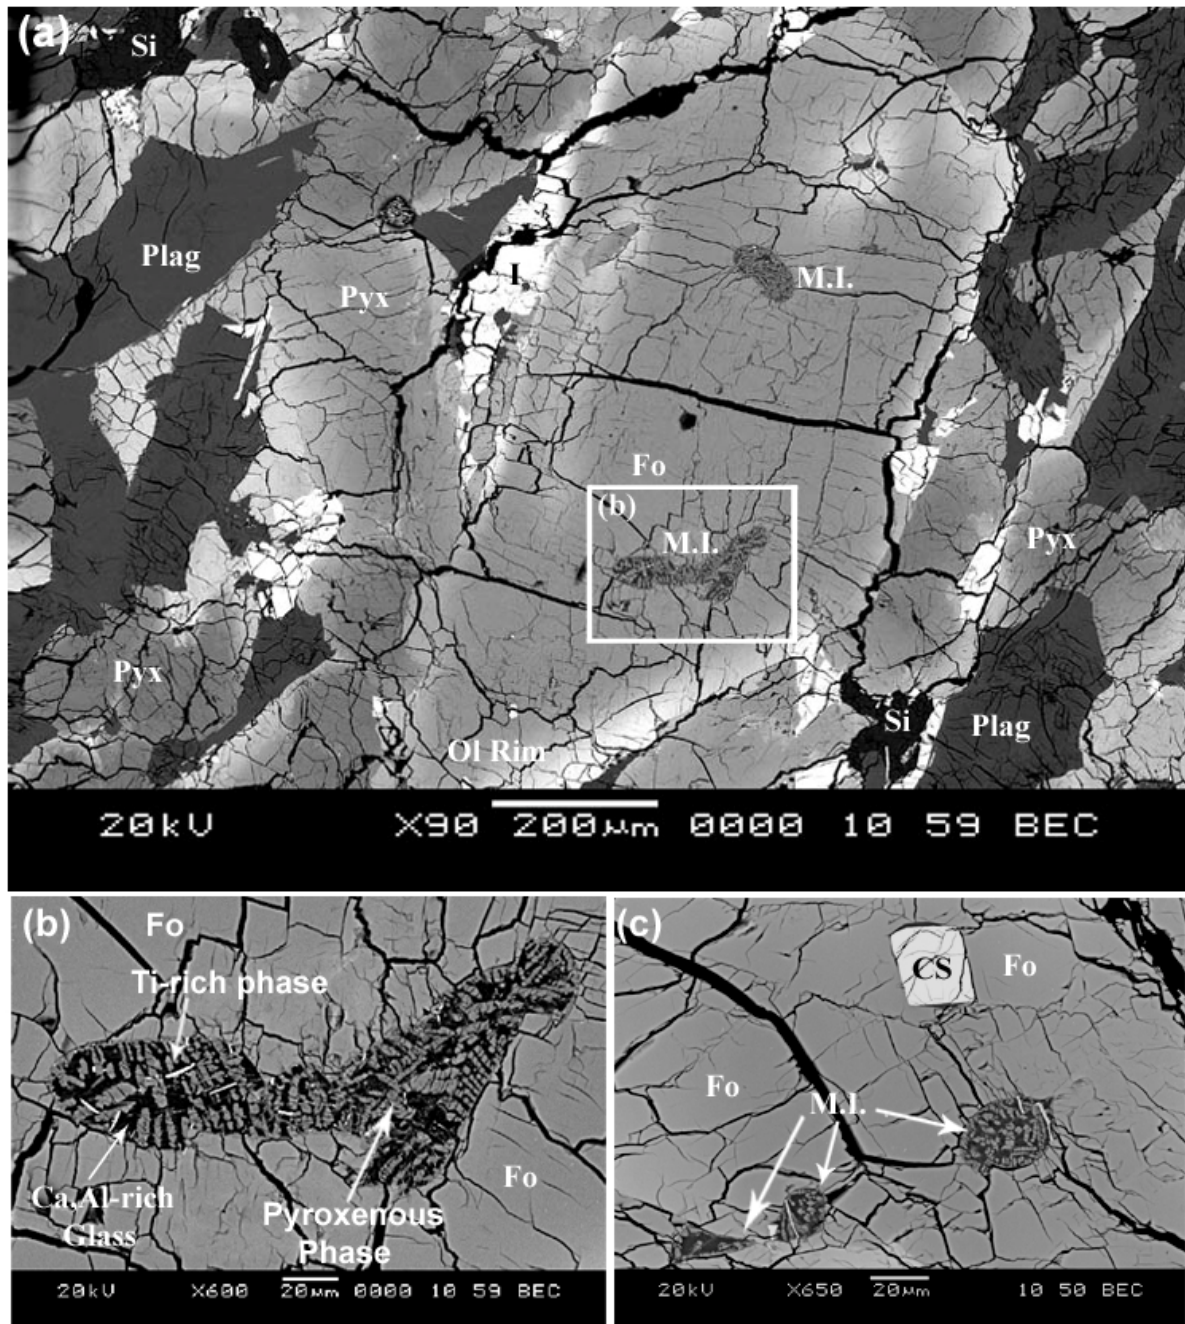 (a)
Si
Plag
Pyx
I
M.I.
Fo
(b)
M.I.
Pyx
Pyx
Si
Plag
Ol Rim
20kV X90 200μm 0000 10 59 BEC
(b)
Fo
Ti-rich phase
Ca,Al-rich
Glass
Pyroxenous
Phase
Fo
20kV X600 20μm 0000 10 59 BEC
(c)
CS
Fo
Fo
M.I.
20kV X650 20μm 10 50 BEC